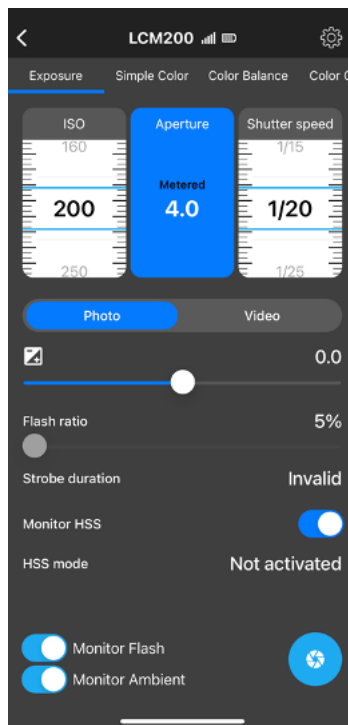 LCM200
Exposure Simple Color Color Balance Color
ISO Aperture Shutter speed
160 1/15
Metered
200 4.0 1/20
250 1/25
Photo Video
0.0
Flash ratio 5%
Strobe duration Invalid
Monitor HSS
HSS mode Not activated
Monitor Flash
Monitor Ambient